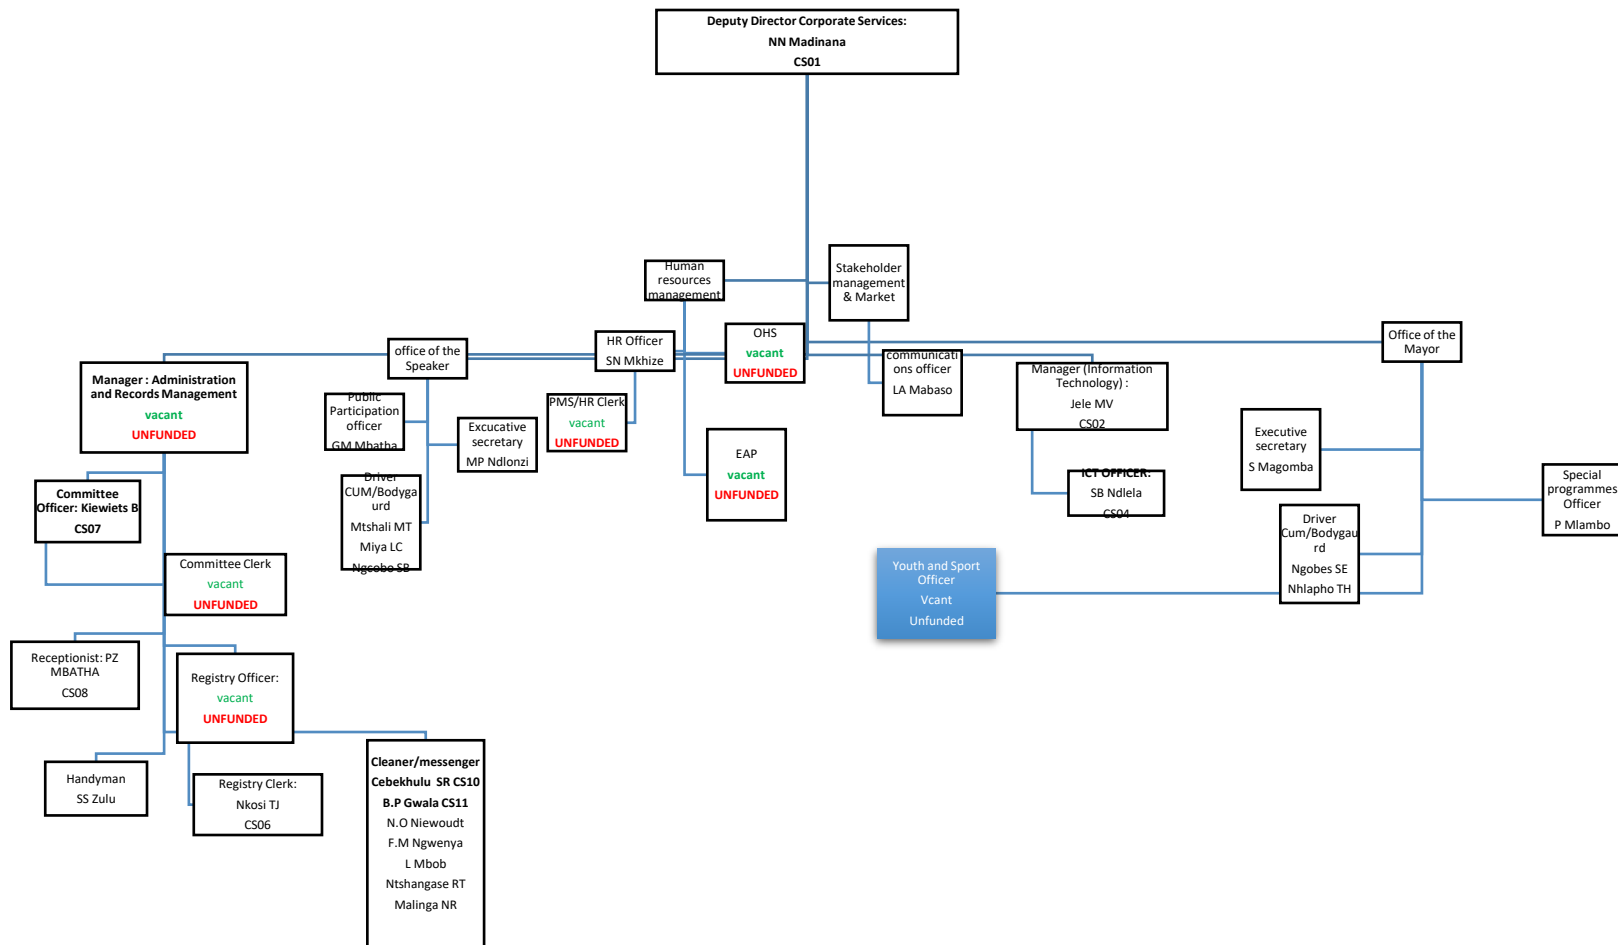 Deputy Director Corporate Services:
NN Madinana
CS01
Human
resources
management
Stakeholder
management
& Market
OHS
vacant
UNFUNDED
HR Officer
SN Mkhize
office of the
Speaker
Office of the
Mayor
communicati
ons officer
LA Mabaso
Manager : Administration
and Records Management
vacant
UNFUNDED
Manager (Information
Technology) :
Jele MV
CS02
Public
Participation
officer
GM Mbatha
PMS/HR Clerk
vacant
UNFUNDED
Excucative
secretary
MP Ndlonzi
Executive
secretary
S Magomba
EAP
vacant
UNFUNDED
Driver
CUM/Bodyga
urd
Mtshali MT
Miya LC
Ngcobo SB
ICT OFFICER:
SB Ndlela
CS04
Special
programmes
Officer
P Mlambo
Committee
Officer: Kiewiets B
CS07
Driver
Cum/Bodygau
rd
Ngobes SE
Nhlapho TH
Committee Clerk
vacant
UNFUNDED
Youth and Sport
Officer
Vcant
Unfunded
Receptionist: PZ
MBATHA
CS08
Registry Officer:
vacant
UNFUNDED
Handyman
SS Zulu
Registry Clerk:
Nkosi TJ
CS06
Cleaner/messenger
Cebekhulu SR CS10
B.P Gwala CS11
N.O Niewoudt
F.M Ngwenya
L Mbob
Ntshangase RT
Malinga NR